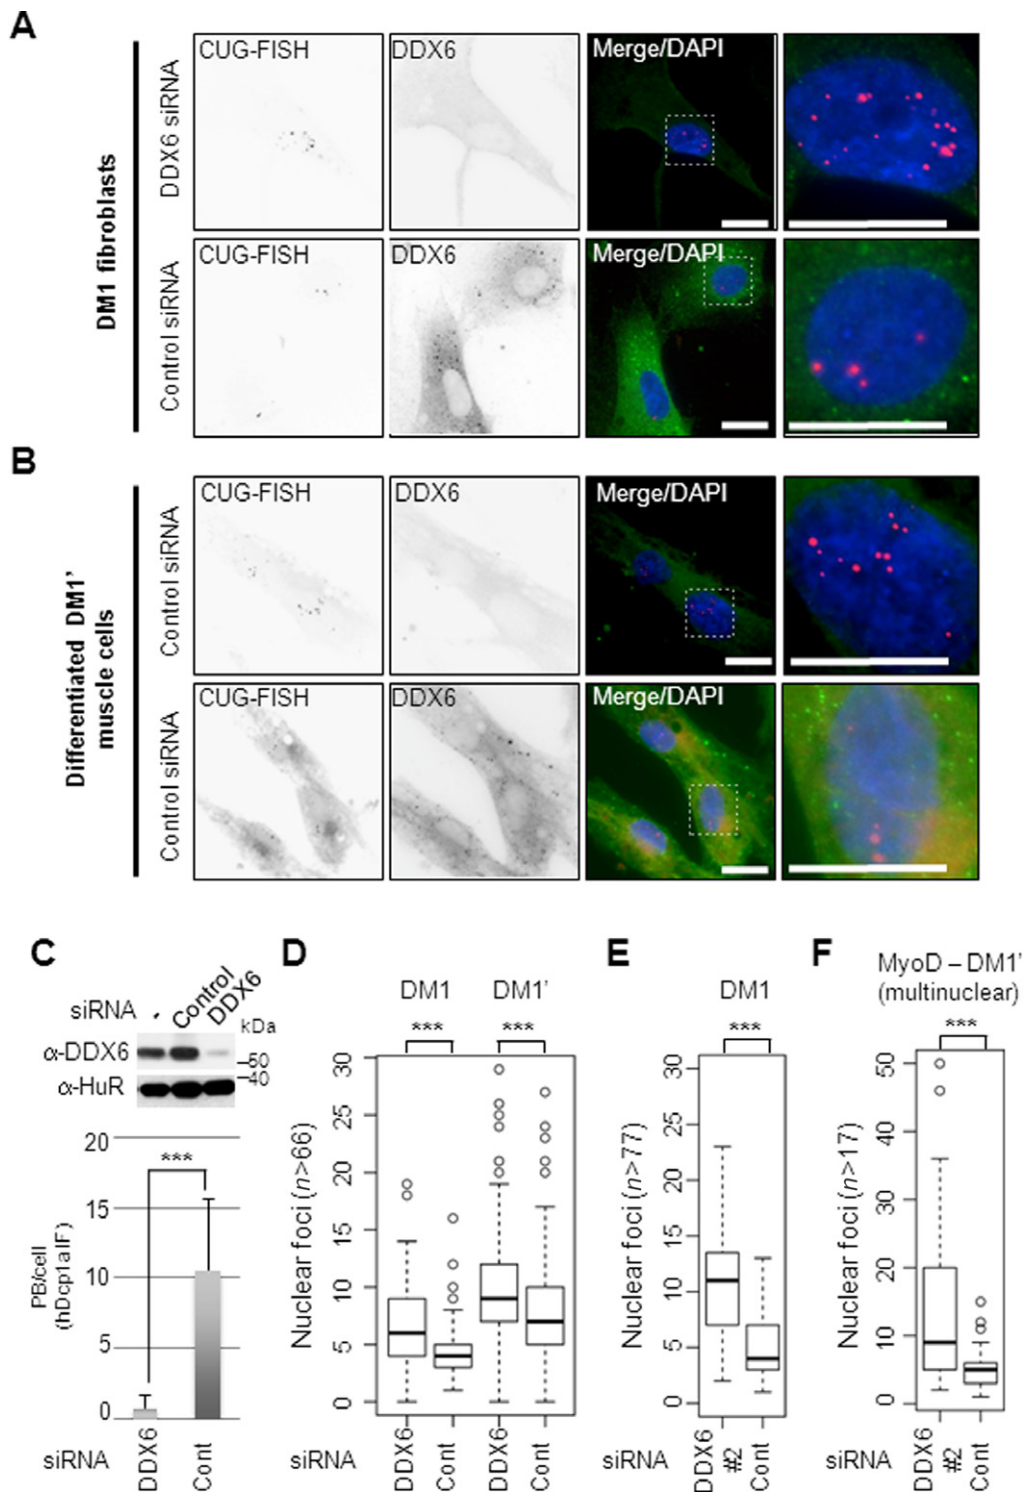 A
DM1 fibroblasts
DDX6 siRNA
CUG-FISH
DDX6
Merge/DAPI
Control siRNA
CUG-FISH
DDX6
Merge/DAPI
B
Differentiated DM1'
muscle cells
Control siRNA
CUG-FISH
DDX6
Merge/DAPI
Control siRNA
CUG-FISH
DDX6
Merge/DAPI
C
siRNA - Control DDX6
kDa
α-DDX6
50
40
α-HuR
20
15
10
5
0
***
PB/cell
(hDcp1a IF)
siRNA
DDX6
Cont
D
DM1 DM1'
*** ***
30
25
20
15
10
5
0
Nuclear foci (n>66)
siRNA
DDX6
Cont
DDX6
Cont
E
DM1
***
30
25
20
15
10
5
0
Nuclear foci (n>77)
siRNA
DDX6
#2
Cont
F
MyoD – DM1'
(multinuclear)
***
50
40
30
20
10
0
Nuclear foci (n>17)
siRNA
DDX6
#2
Cont